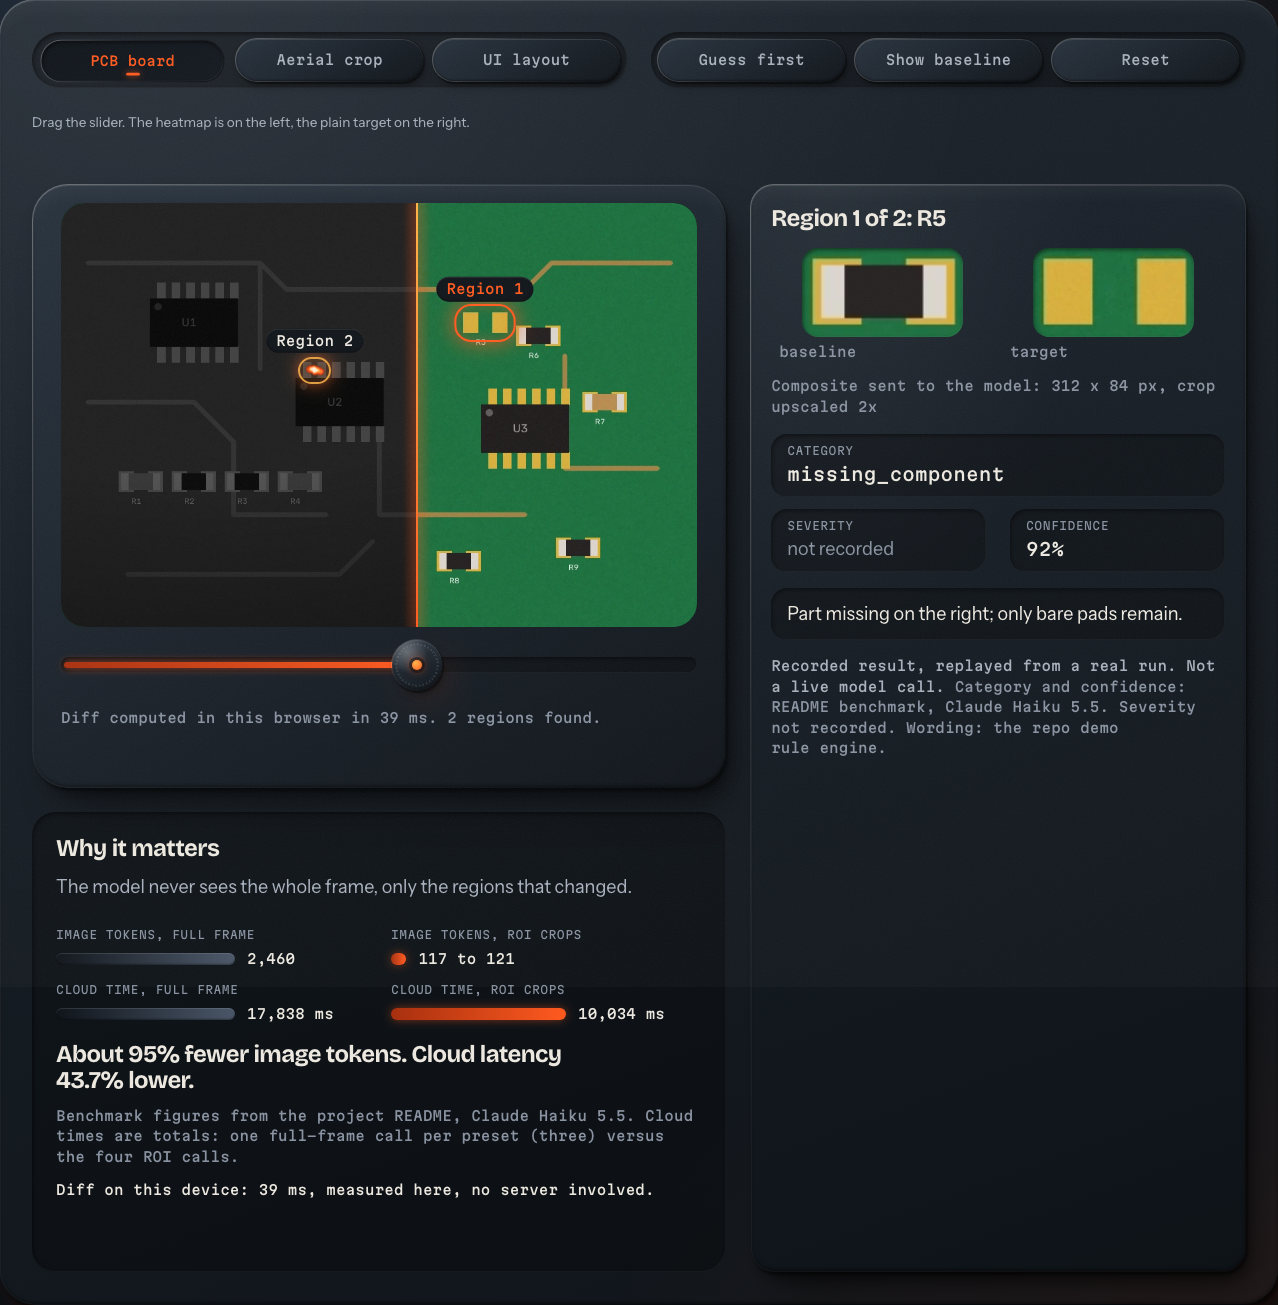 PCB board
Aerial crop
UI layout
Guess first
Show baseline
Reset
Drag the slider. The heatmap is on the left, the plain target on the right.
Region 1
Region 2
U1
U2
R1
R2
R3
R4
R5
R6
R7
U3
R8
R9
Diff computed in this browser in 39 ms. 2 regions found.
Region 1 of 2: R5
baseline
target
Composite sent to the model: 312 x 84 px, crop
upscaled 2x
CATEGORY
missing_component
SEVERITY
not recorded
CONFIDENCE
92%
Part missing on the right; only bare pads remain.
Recorded result, replayed from a real run. Not
a live model call. Category and confidence:
README benchmark, Claude Haiku 5.5. Severity
not recorded. Wording: the repo demo
rule engine.
Why it matters
The model never sees the whole frame, only the regions that changed.
IMAGE TOKENS, FULL FRAME
2,460
IMAGE TOKENS, ROI CROPS
117 to 121
CLOUD TIME, FULL FRAME
17,838 ms
CLOUD TIME, ROI CROPS
10,034 ms
About 95% fewer image tokens. Cloud latency
43.7% lower.
Benchmark figures from the project README, Claude Haiku 5.5. Cloud
times are totals: one full-frame call per preset (three) versus
the four ROI calls.
Diff on this device: 39 ms, measured here, no server involved.